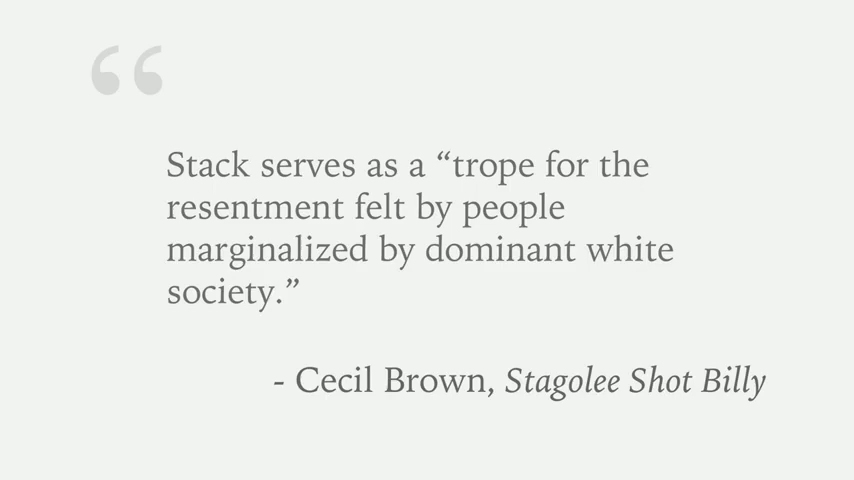 “
Stack serves as a “trope for the
resentment felt by people
marginalized by dominant white
society.”
- Cecil Brown, Stagolee Shot Billy